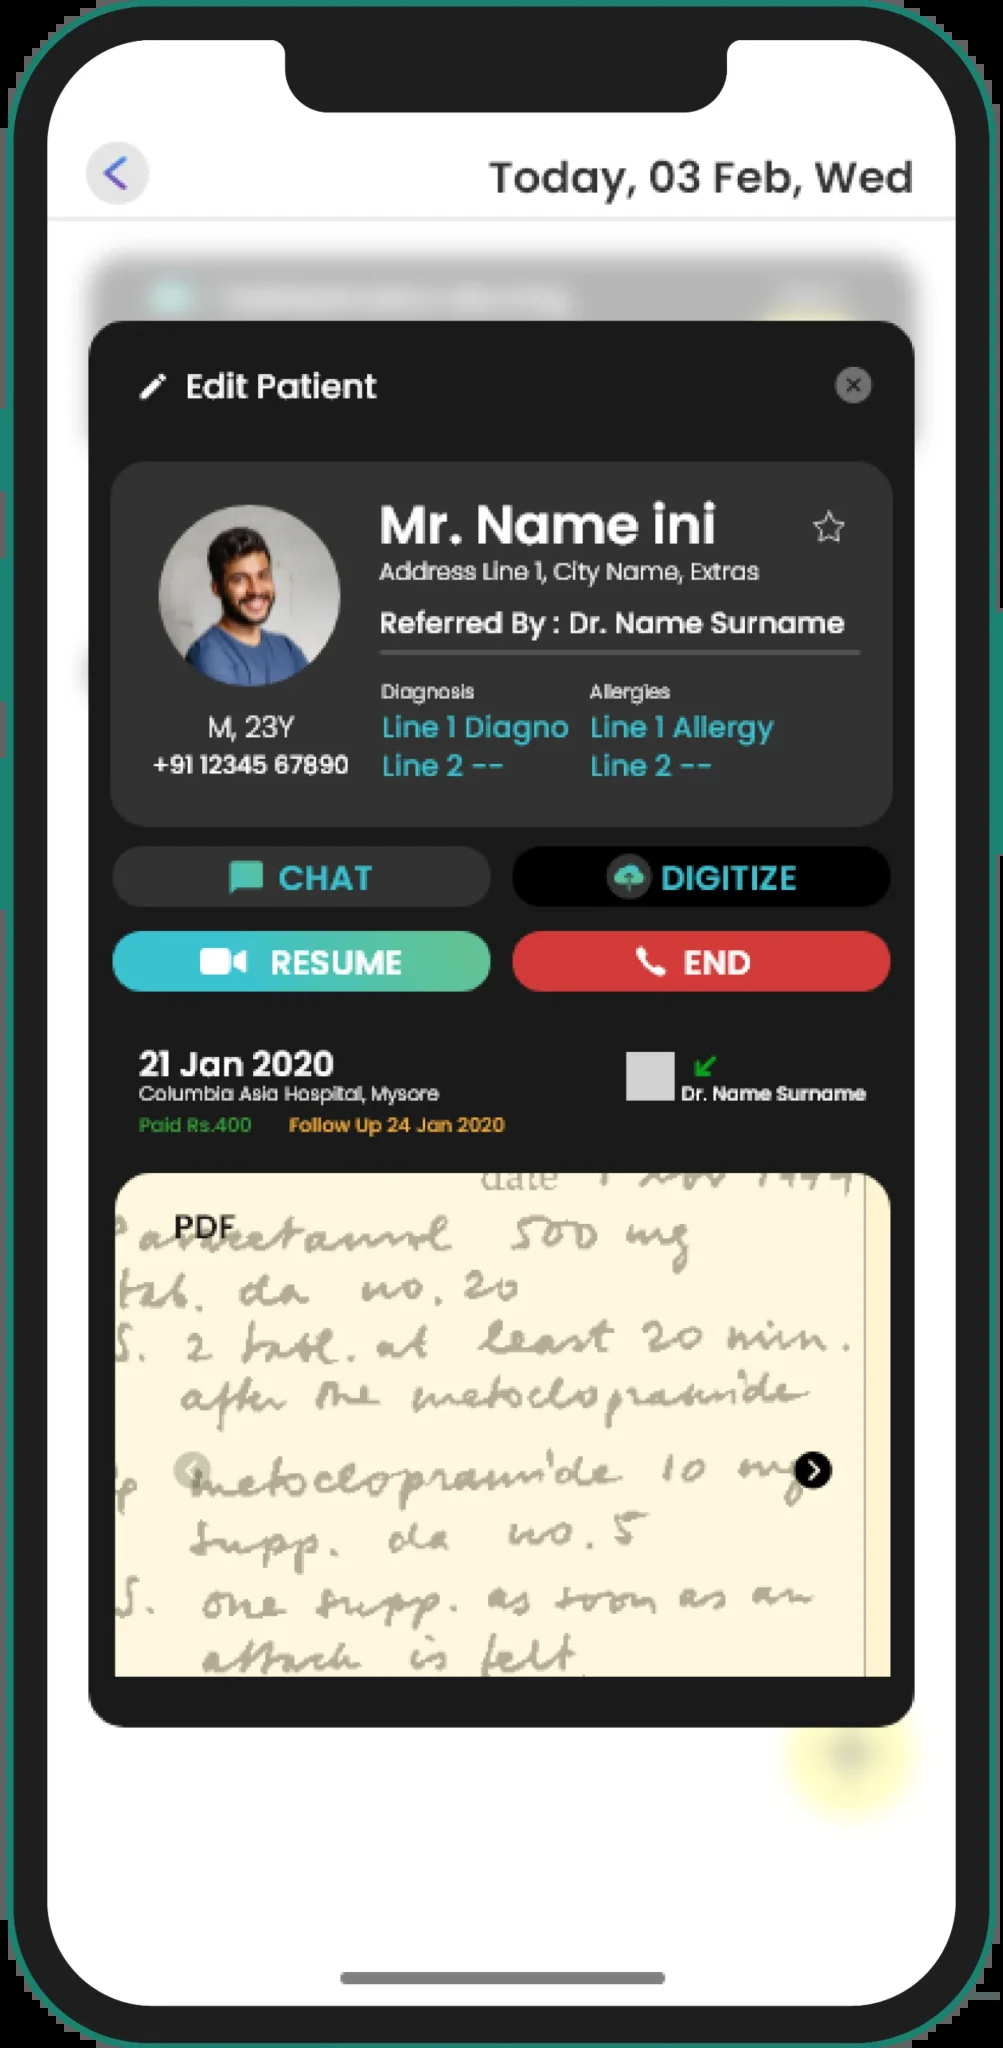 Today, 03 Feb, Wed
Edit Patient
Mr. Name ini
Address Line 1, City Name, Extras
Referred By : Dr. Name Surname
M, 23Y
+91 12345 67890
Diagnosis
Line 1 Diagno
Line 2 --
Allergies
Line 1 Allergy
Line 2 --
CHAT
DIGITIZE
RESUME
END
21 Jan 2020
Columbia Asia Hospital, Mysore
Paid Rs.400
Follow Up 24 Jan 2020
Dr. Name Surname
PDF
date 1
Paracetamol 500 mg
tab. da no. 20
S. 2 tabl. at least 20 min.
after the metoclopramide
metoclopramide 10 mg
supp. da no. 5
S. one supp. as soon as an
attack is felt